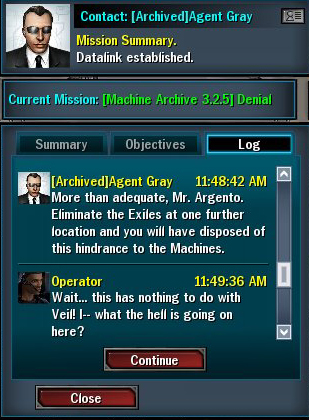 Contact: [Archived]Agent Gray
Mission Summary.
Datalink established.
Current Mission: [Machine Archive 3.2.5] Denial
Summary
Objectives
Log
[Archived]Agent Gray 11:48:42 AM
More than adequate, Mr. Argento.
Eliminate the Exiles at one further
location and you will have disposed of
this hindrance to the Machines.
Operator 11:49:36 AM
Wait... this has nothing to do with
Veil! I-- what the hell is going on
here?
Continue
Close